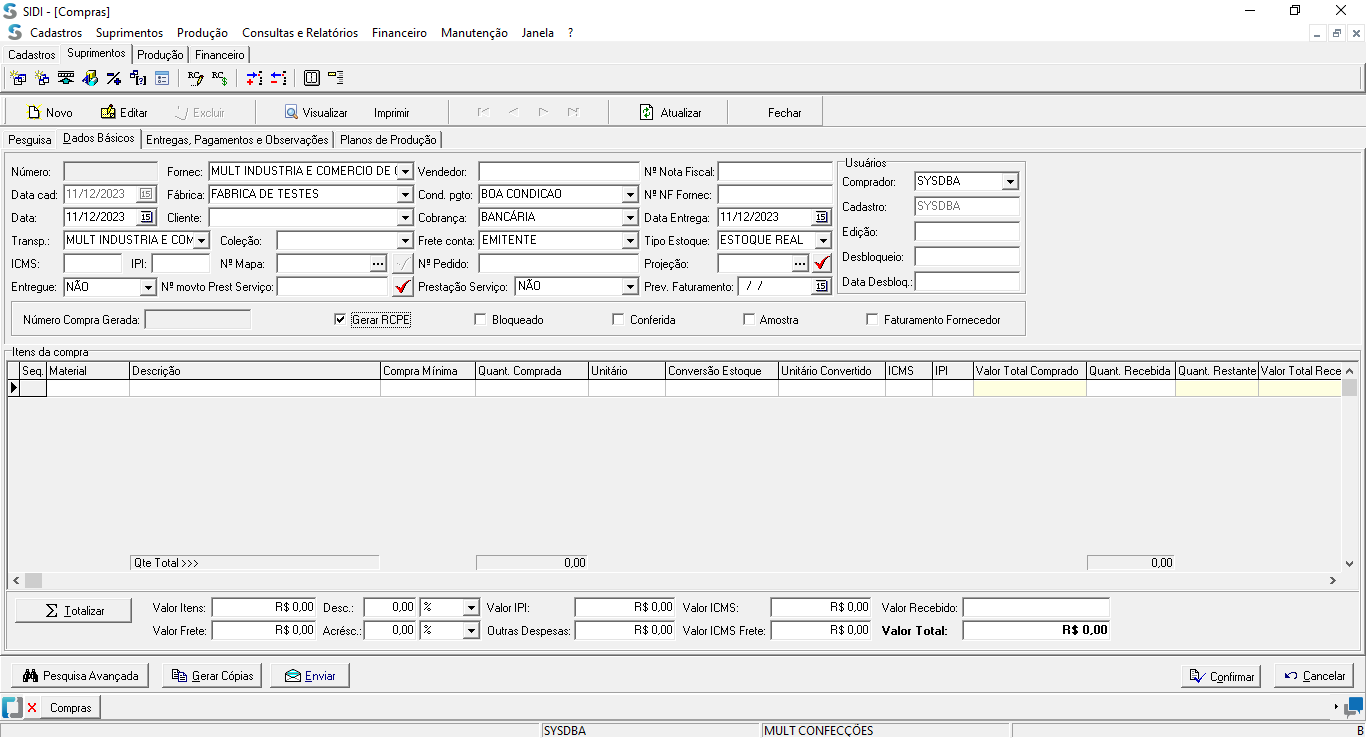 SIDI - [Compras]
Cadastros Suprimentos Produção Consultas e Relatórios Financeiro Manutenção Janela ?
Cadastros Suprimentos Produção Financeiro
Novo Editar Excluir Visualizar Imprimir Atualizar Fechar
Pesquisa Dados Básicos Entregas, Pagamentos e Observações Planos de Produção
Número: Fornec: MULT INDUSTRIA E COMERCIO DE ( Vendedor: Nº Nota Fiscal: Usuários
Comprador: SYSDBA
Data cad: 11/12/2023 15 Fábrica: FABRICA DE TESTES Cond. pgto: BOA CONDICAO Nº NF Fornec:
Cadastro: SYSDBA
Data: 11/12/2023 15 Cliente: Cobrança: BANCÁRIA Data Entrega: 11/12/2023 15
Edição:
Transp.: MULT INDUSTRIA E COM Coleção: Frete conta: EMITENTE Tipo Estoque: ESTOQUE REAL
Desbloqueio:
ICMS: IPI: Nº Mapa: ... Nº Pedido: Projeção: ...
Data Desbloq.:
Entregue: NÃO Nº movto Prest Serviço: Prestação Serviço: NÃO Prev. Faturamento: / / 15
Número Compra Gerada: Gerar RCPE Bloqueado Conferida Amostra Faturamento Fornecedor
Itens da compra
Seq. Material Descrição Compra Mínima Quant. Comprada Unitário Conversão Estoque Unitário Convertido ICMS IPI Valor Total Comprado Quant. Recebida Quant. Restante Valor Total Rece
Qte Total >>> 0,00 0,00
Σ Totalizar Valor Itens: R$ 0,00 Desc.: 0,00 % Valor IPI: R$ 0,00 Valor ICMS: R$ 0,00 Valor Recebido:
Valor Frete: R$ 0,00 Acrésc.: 0,00 % Outras Despesas: R$ 0,00 Valor ICMS Frete: R$ 0,00 Valor Total: R$ 0,00
Pesquisa Avançada Gerar Cópias Enviar Confirmar Cancelar
Compras
SYSDBA MULT CONFECÇÕES B